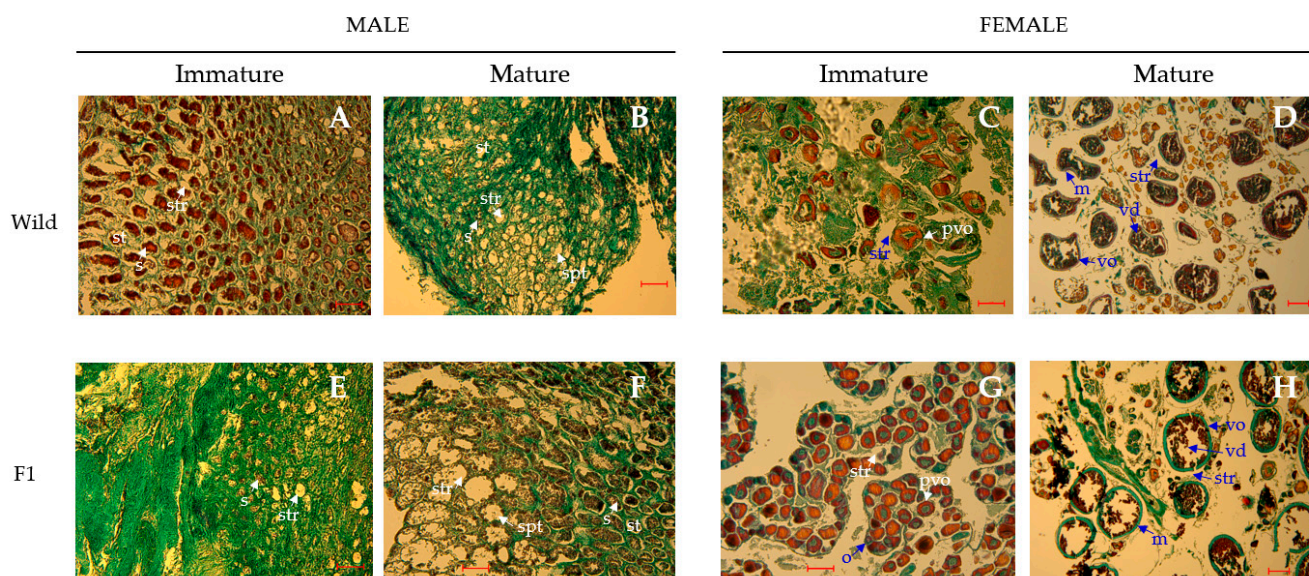 MALE FEMALE
Immature Mature Immature Mature
Wild
A
str
st
s
B
st
str
s
spt
C
pvo
str
D
str
m
vd
vo
F1
E
s
str
F
str
s
st
spt
G
str
pvo
o
H
vo
vd
str
m